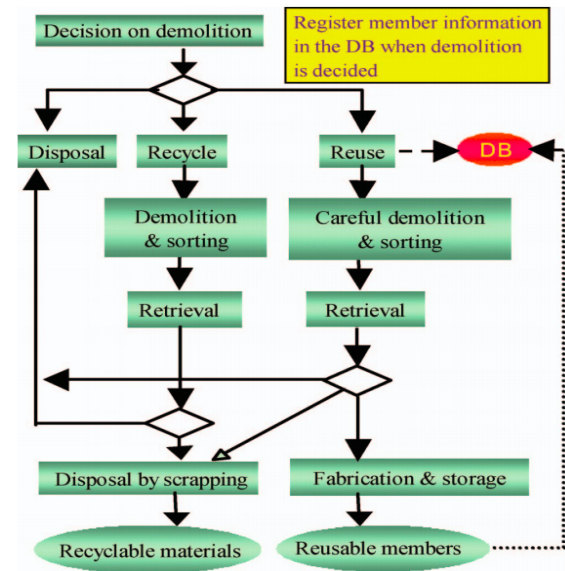 Decision on demolition
Register member information
in the DB when demolition
is decided
Disposal
Recycle
Reuse
DB
Demolition
& sorting
Careful demolition
& sorting
Retrieval
Retrieval
Disposal by scrapping
Fabrication & storage
Recyclable materials
Reusable members